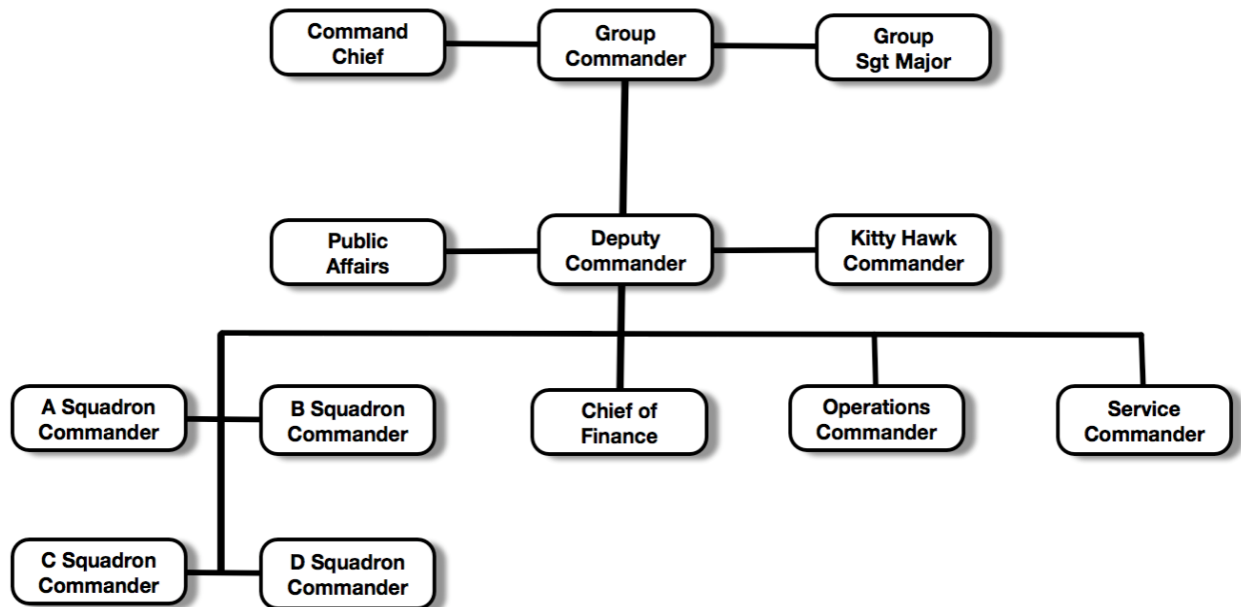 Command
Chief
Group
Commander
Group
Sgt Major
Public
Affairs
Deputy
Commander
Kitty Hawk
Commander
A Squadron
Commander
B Squadron
Commander
Chief of
Finance
Operations
Commander
Service
Commander
C Squadron
Commander
D Squadron
Commander